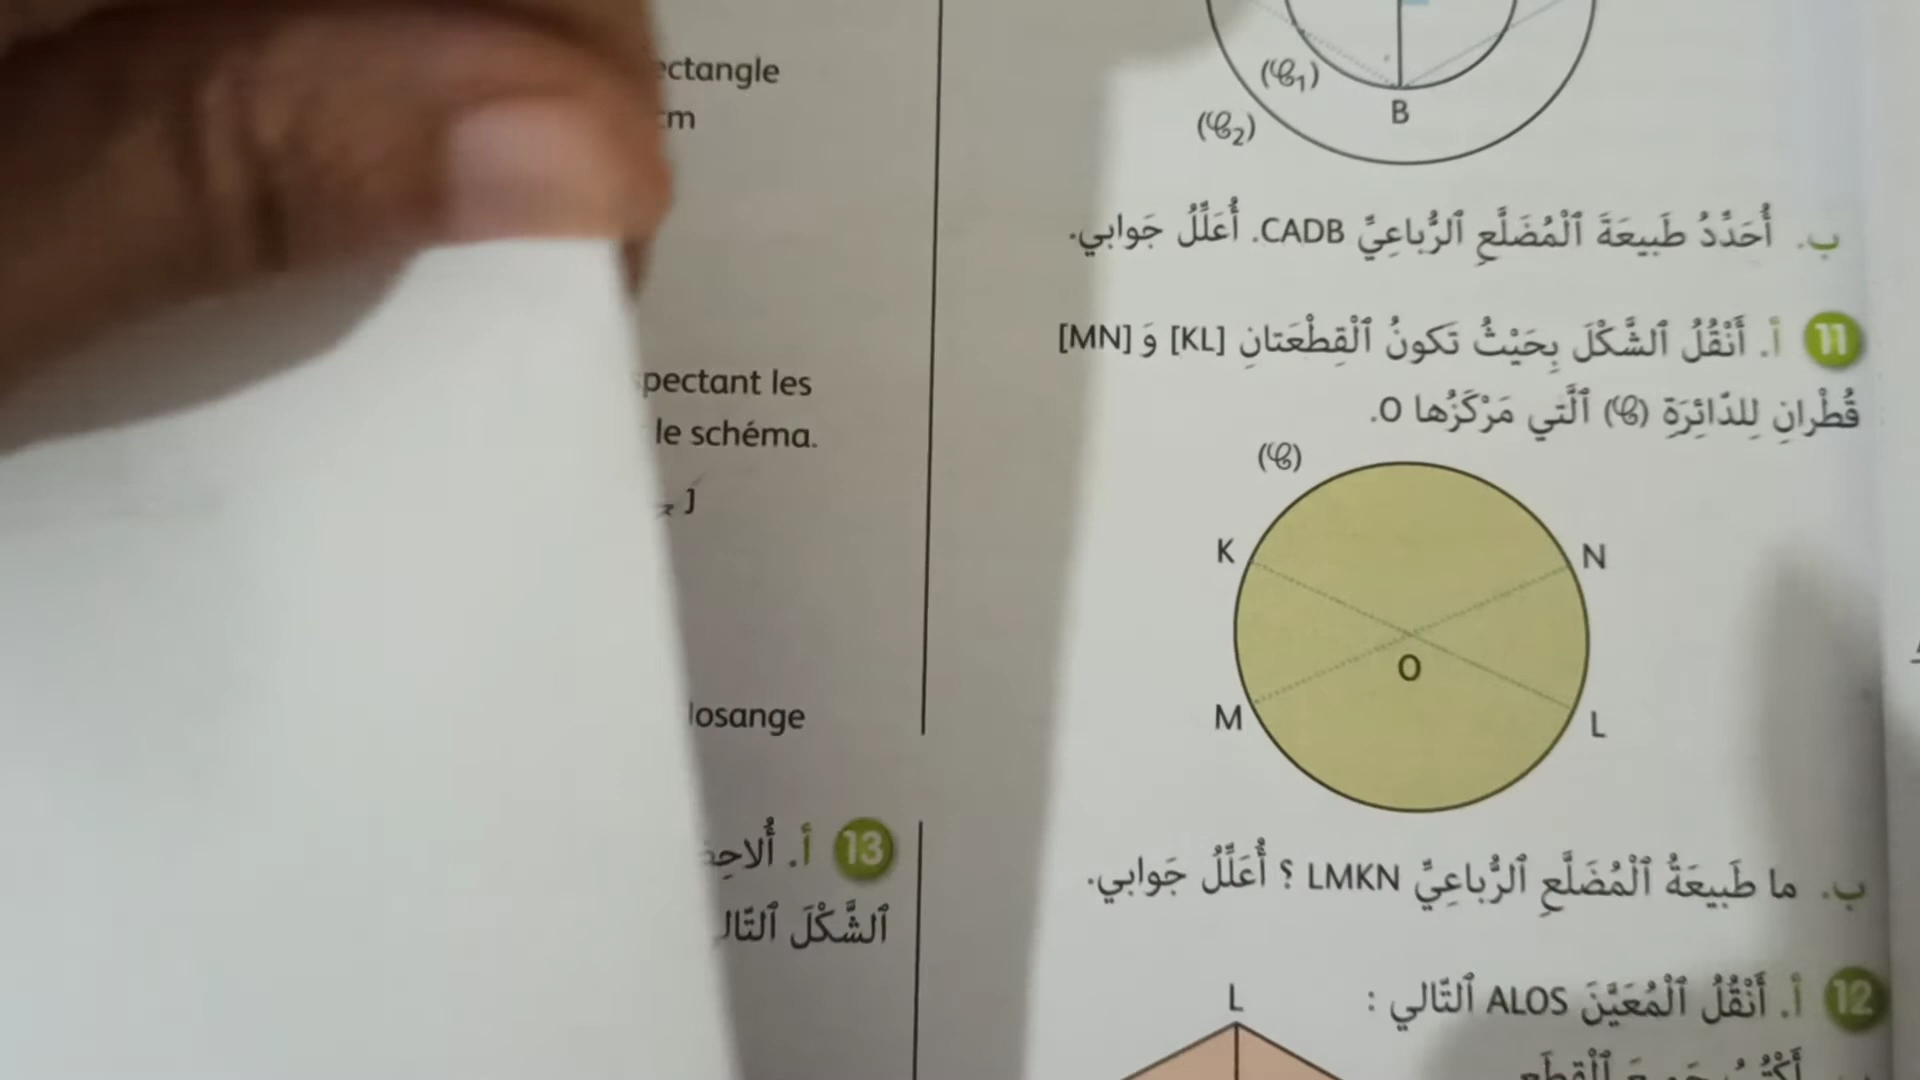 (𝒞₁)
B
(𝒞₂)
ب. أُحَدِّدُ طَبيعَةَ ٱلْمُضَلَّعِ ٱلرُّباعِيِّ CADB. أُعَلِّلُ جَوابي.
11 أ. أَنْقُلُ ٱلشَّكْلَ بِحَيْثُ تَكونُ ٱلْقِطْعَتانِ [KL] وَ [MN]
قُطْرانِ لِلدّائِرَةِ (𝒞) ٱلَّتي مَرْكَزُها O.
(𝒞)
K
N
O
M
L
ب. ما طَبيعَةُ ٱلْمُضَلَّعِ ٱلرُّباعِيِّ LMKN ؟ أُعَلِّلُ جَوابي.
12 أ. أَنْقُلُ ٱلْمُعَيَّنَ ALOS ٱلتّالي :
L
le schéma.
les
J
losange
13 أ.
ٱلشَّكْلَ